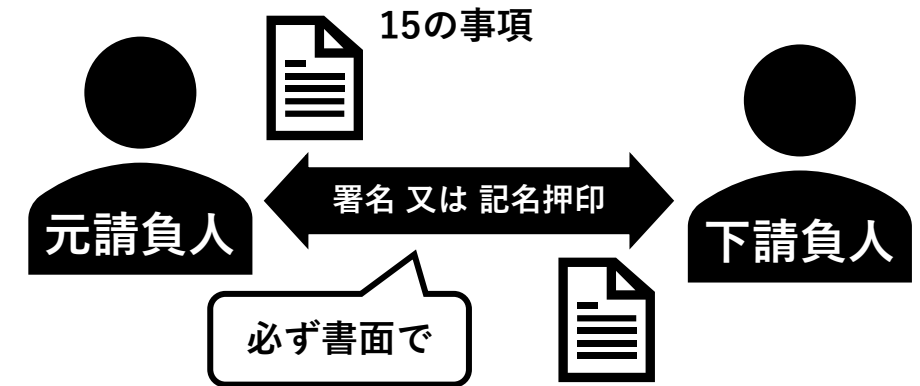 15の事項
署名 又は 記名押印
元請負人
下請負人
必ず書面で